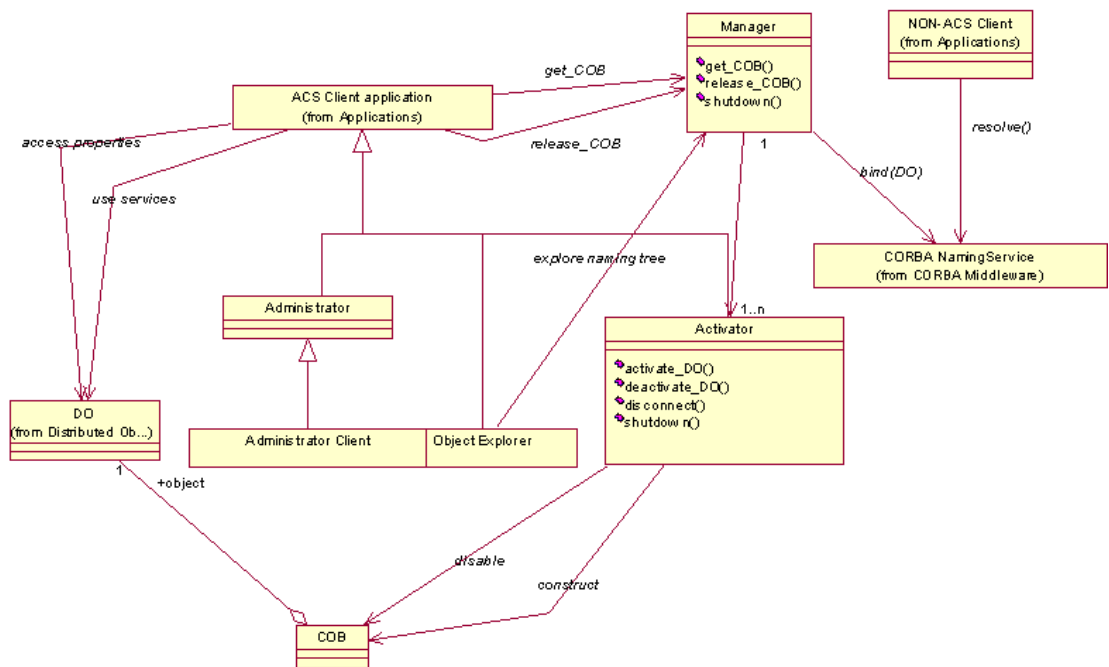 Manager
get_COB()
release_COB()
shutdown()
NON-ACS Client
(from Applications)
get_COB
ACS Client application
(from Applications)
release_COB
access properties
use services
1
bind(DO)
resolve()
explore naming tree
CORBA NamingService
(from CORBA Middleware)
Administrator
1..n
Activator
activate_DO()
deactivate_DO()
disconnect()
shutdown()
DO
(from Distributed Ob...)
Administrator Client
Object Explorer
1
+object
disable
construct
COB